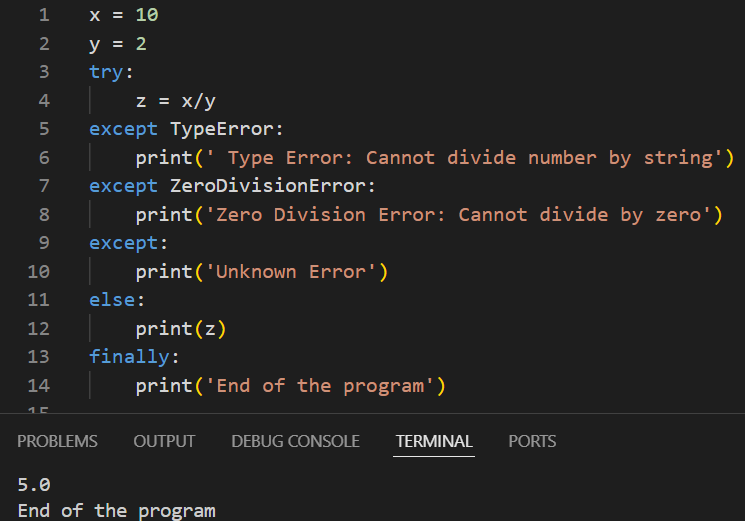 1 x = 10
2 y = 2
3 try:
4     z = x/y
5 except TypeError:
6     print(' Type Error: Cannot divide number by string')
7 except ZeroDivisionError:
8     print('Zero Division Error: Cannot divide by zero')
9 except:
10     print('Unknown Error')
11 else:
12     print(z)
13 finally:
14     print('End of the program')
15
PROBLEMS OUTPUT DEBUG CONSOLE TERMINAL PORTS
5.0
End of the program